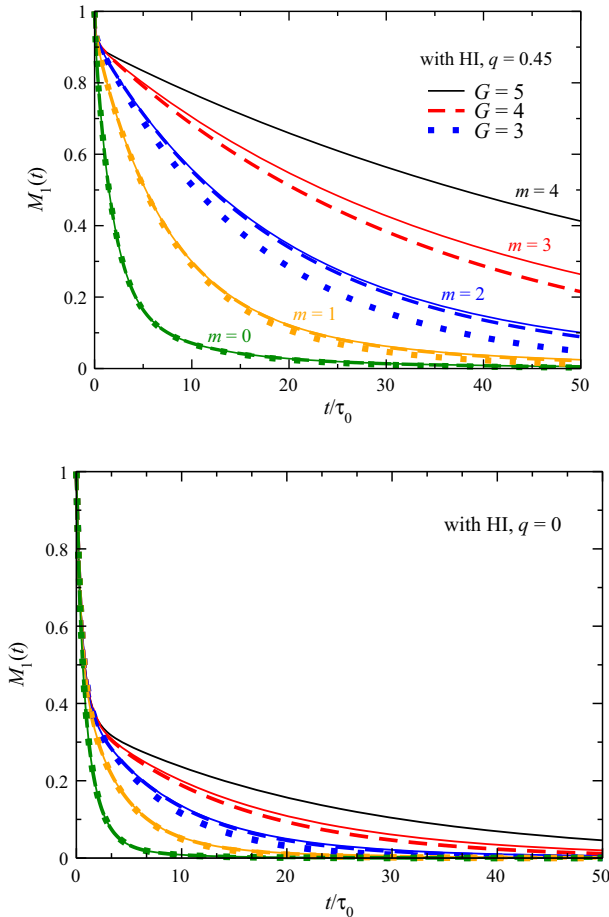 1
0.8
0.6
0.4
0.2
0
M₁(t)
with HI, q = 0.45
G = 5
G = 4
G = 3
m = 4
m = 3
m = 2
m = 1
m = 0
0 10 20 30 40 50
t/τ₀
1
0.8
0.6
0.4
0.2
0
M₁(t)
with HI, q = 0
0 10 20 30 40 50
t/τ₀